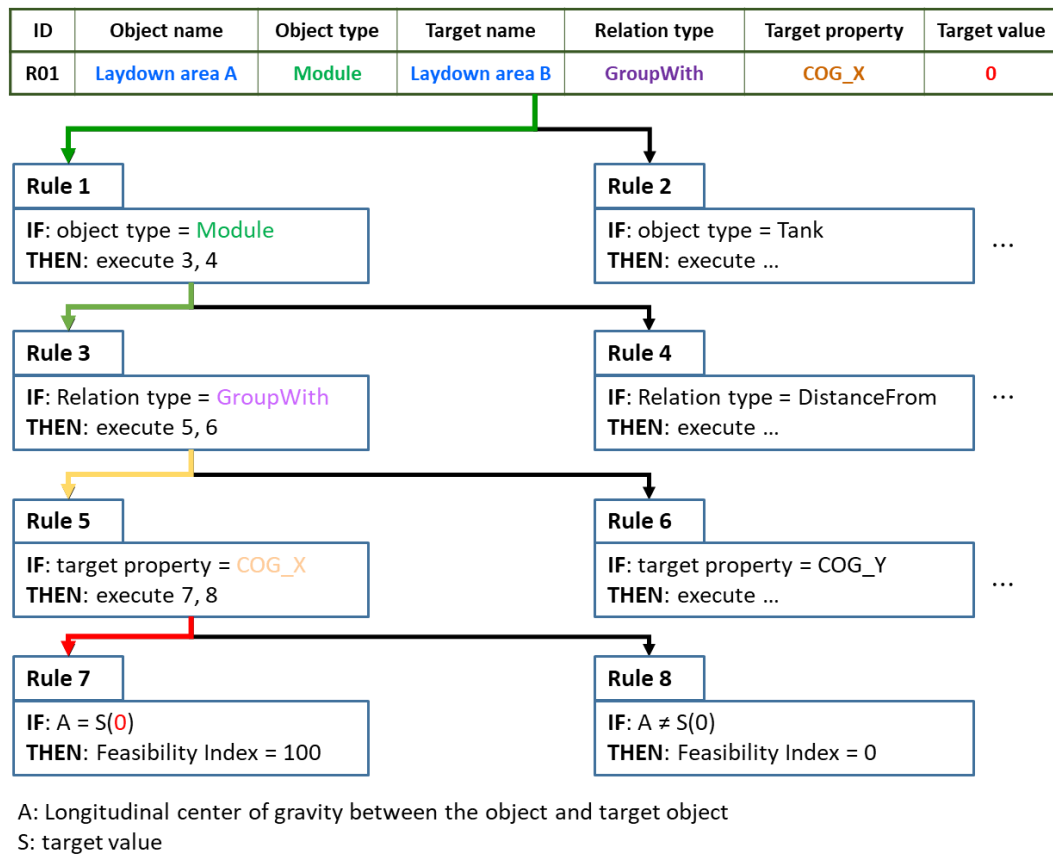 ID Object name Object type Target name Relation type Target property Target value
R01 Laydown area A Module Laydown area B GroupWith COG_X 0
Rule 1
IF: object type = Module
THEN: execute 3, 4
Rule 2
IF: object type = Tank
THEN: execute ...
...
Rule 3
IF: Relation type = GroupWith
THEN: execute 5, 6
Rule 4
IF: Relation type = DistanceFrom
THEN: execute ...
...
Rule 5
IF: target property = COG_X
THEN: execute 7, 8
Rule 6
IF: target property = COG_Y
THEN: execute ...
...
Rule 7
IF: A = S(0)
THEN: Feasibility Index = 100
Rule 8
IF: A ≠ S(0)
THEN: Feasibility Index = 0
A: Longitudinal center of gravity between the object and target object
S: target value